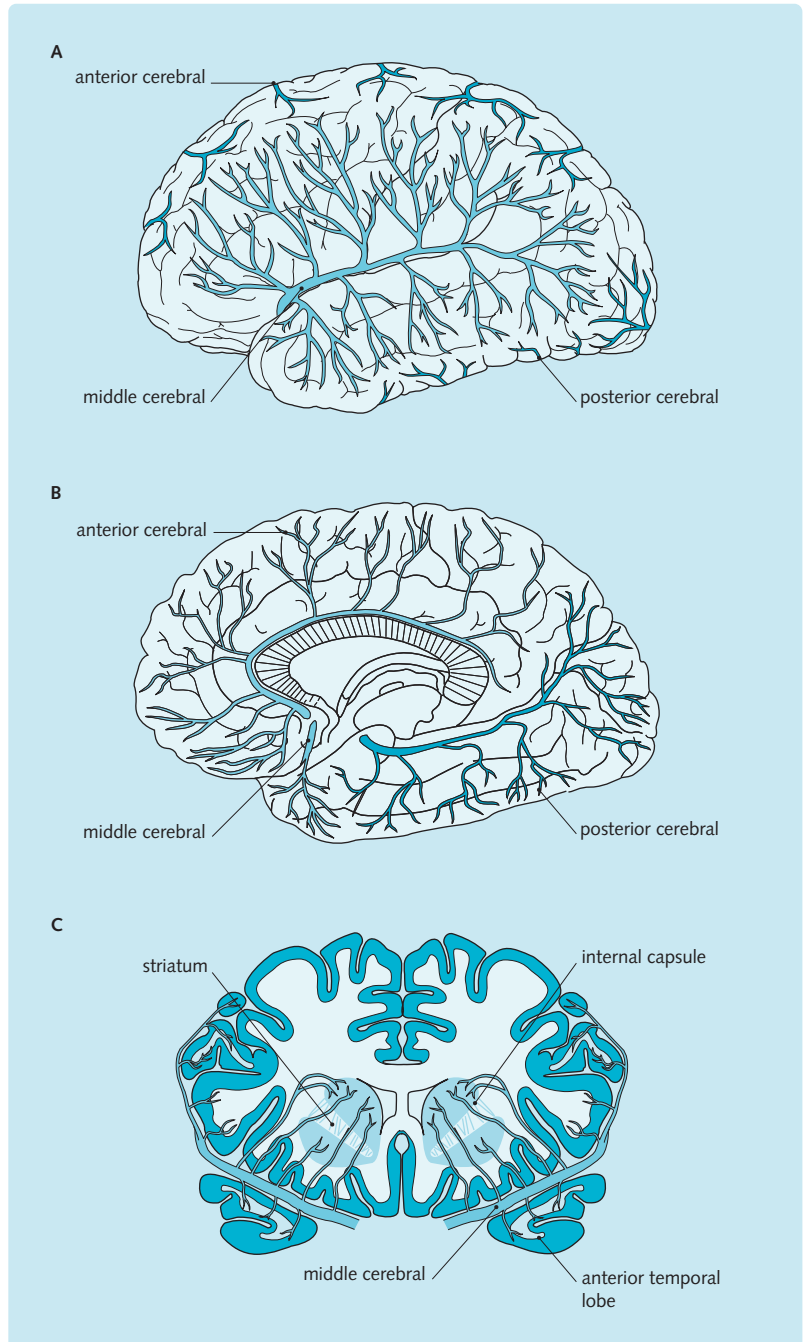 A
anterior cerebral
middle cerebral
posterior cerebral
B
anterior cerebral
middle cerebral
posterior cerebral
C
striatum
internal capsule
middle cerebral
anterior temporal
lobe